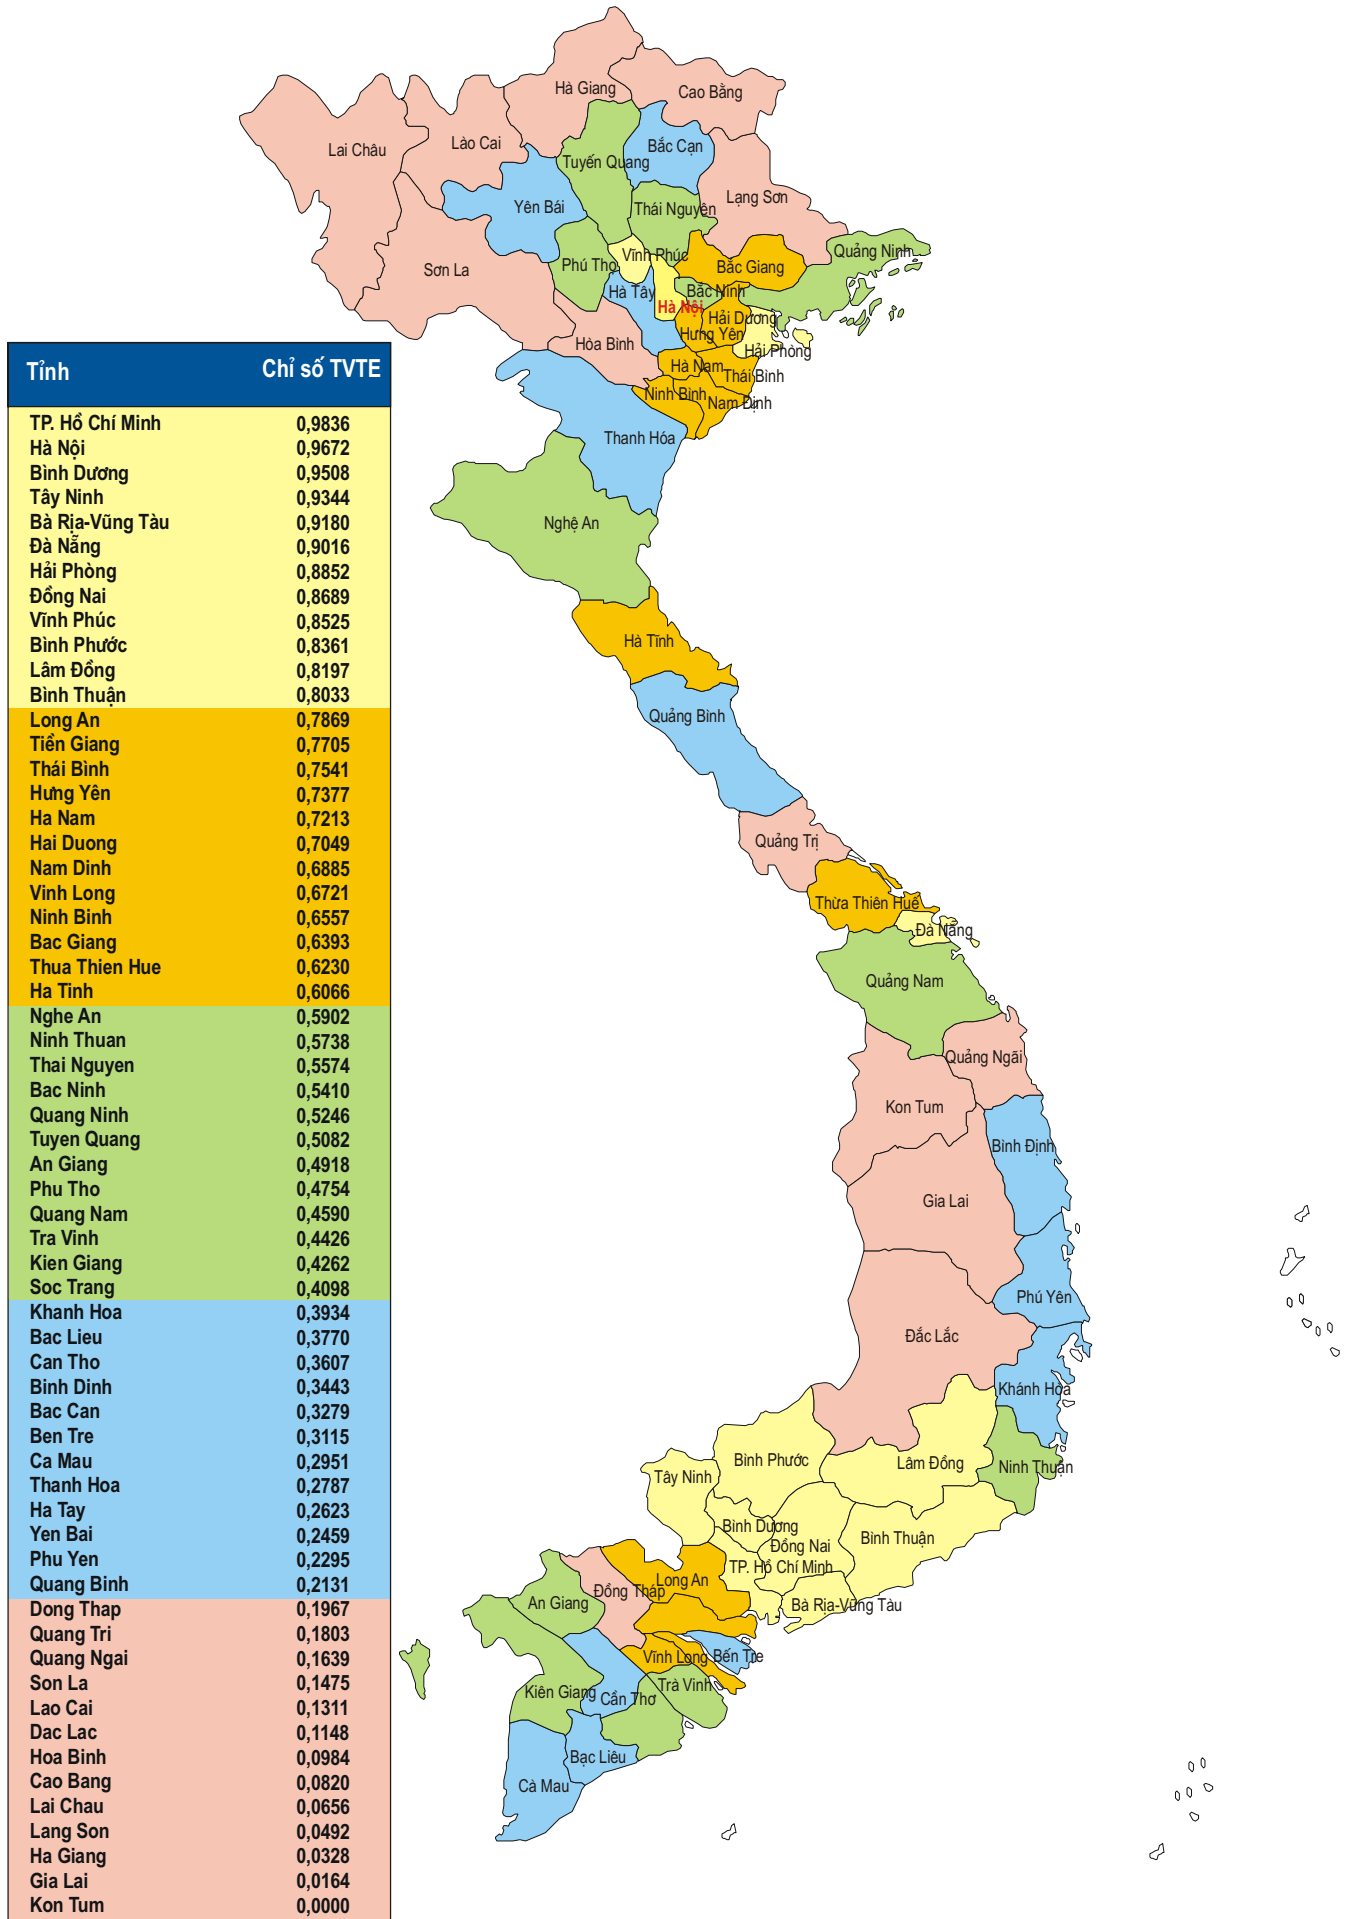 Hà Giang
Cao Bằng
Lai Châu
Lào Cai
Bắc Cạn
Tuyến Quang
Yên Bái
Thái Nguyên
Lạng Sơn
Sơn La
Phú Thọ
Vĩnh Phúc
Bắc Giang
Quảng Ninh
Hà Tây
Bắc Ninh
Hà Nội
Hải Dương
Hưng Yên
Hòa Bình
Hải Phòng
Hà Nam
Thái Bình
Ninh Bình
Nam Định
Thanh Hóa
Nghệ An
Hà Tĩnh
Quảng Bình
Quảng Trị
Thừa Thiên Huế
Đà Nẵng
Quảng Nam
Quảng Ngãi
Kon Tum
Bình Định
Gia Lai
Phú Yên
Đắc Lắc
Khánh Hòa
Bình Phước
Lâm Đồng
Ninh Thuận
Tây Ninh
Bình Dương
Đồng Nai
Bình Thuận
TP. Hồ Chí Minh
Long An
Đồng Tháp
An Giang
Bà Rịa-Vũng Tàu
Vĩnh Long
Bến Tre
Trà Vinh
Kiên Giang
Cần Thơ
Bạc Liêu
Cà Mau
Tỉnh Chỉ số TVTE
TP. Hồ Chí Minh 0,9836
Hà Nội 0,9672
Bình Dương 0,9508
Tây Ninh 0,9344
Bà Rịa-Vũng Tàu 0,9180
Đà Nẵng 0,9016
Hải Phòng 0,8852
Đồng Nai 0,8689
Vĩnh Phúc 0,8525
Bình Phước 0,8361
Lâm Đồng 0,8197
Bình Thuận 0,8033
Long An 0,7869
Tiền Giang 0,7705
Thái Bình 0,7541
Hưng Yên 0,7377
Ha Nam 0,7213
Hai Duong 0,7049
Nam Dinh 0,6885
Vinh Long 0,6721
Ninh Binh 0,6557
Bac Giang 0,6393
Thua Thien Hue 0,6230
Ha Tinh 0,6066
Nghe An 0,5902
Ninh Thuan 0,5738
Thai Nguyen 0,5574
Bac Ninh 0,5410
Quang Ninh 0,5246
Tuyen Quang 0,5082
An Giang 0,4918
Phu Tho 0,4754
Quang Nam 0,4590
Tra Vinh 0,4426
Kien Giang 0,4262
Soc Trang 0,4098
Khanh Hoa 0,3934
Bac Lieu 0,3770
Can Tho 0,3607
Binh Dinh 0,3443
Bac Can 0,3279
Ben Tre 0,3115
Ca Mau 0,2951
Thanh Hoa 0,2787
Ha Tay 0,2623
Yen Bai 0,2459
Phu Yen 0,2295
Quang Binh 0,2131
Dong Thap 0,1967
Quang Tri 0,1803
Quang Ngai 0,1639
Son La 0,1475
Lao Cai 0,1311
Dac Lac 0,1148
Hoa Binh 0,0984
Cao Bang 0,0820
Lai Chau 0,0656
Lang Son 0,0492
Ha Giang 0,0328
Gia Lai 0,0164
Kon Tum 0,0000